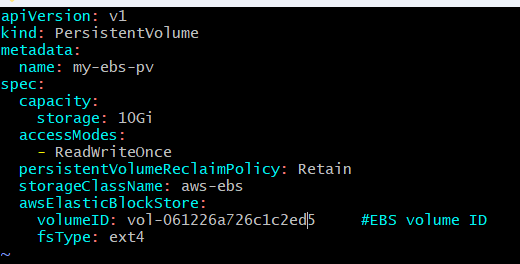 apiVersion: v1
kind: PersistentVolume
metadata:
  name: my-ebs-pv
spec:
  capacity:
    storage: 10Gi
  accessModes:
    - ReadWriteOnce
  persistentVolumeReclaimPolicy: Retain
  storageClassName: aws-ebs
  awsElasticBlockStore:
    volumeID: vol-061226a726c1c2ed5     #EBS volume ID
    fsType: ext4
~